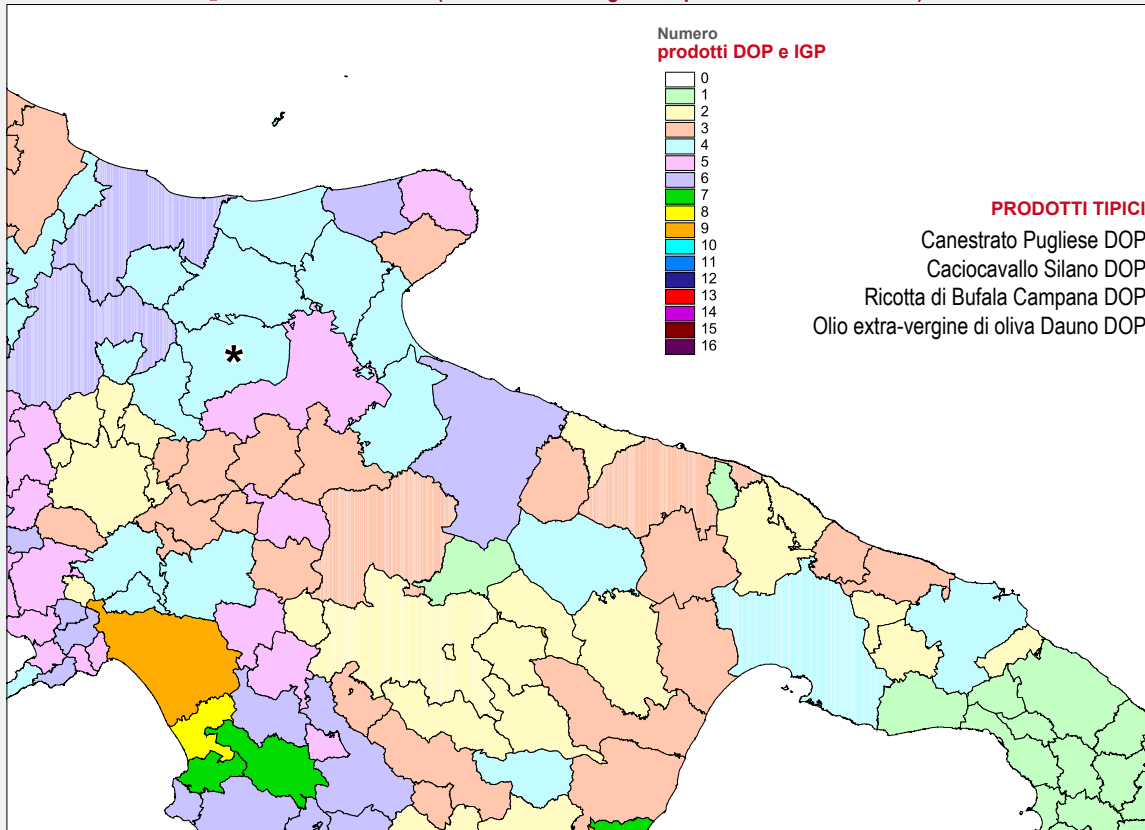 Numero
prodotti DOP e IGP
0
1
2
3
4
5
6
7
8
9
10
11
12
13
14
15
16
PRODOTTI TIPICI
Canestrato Pugliese DOP
Caciocavallo Silano DOP
Ricotta di Bufala Campana DOP
Olio extra-vergine di oliva Dauno DOP
*